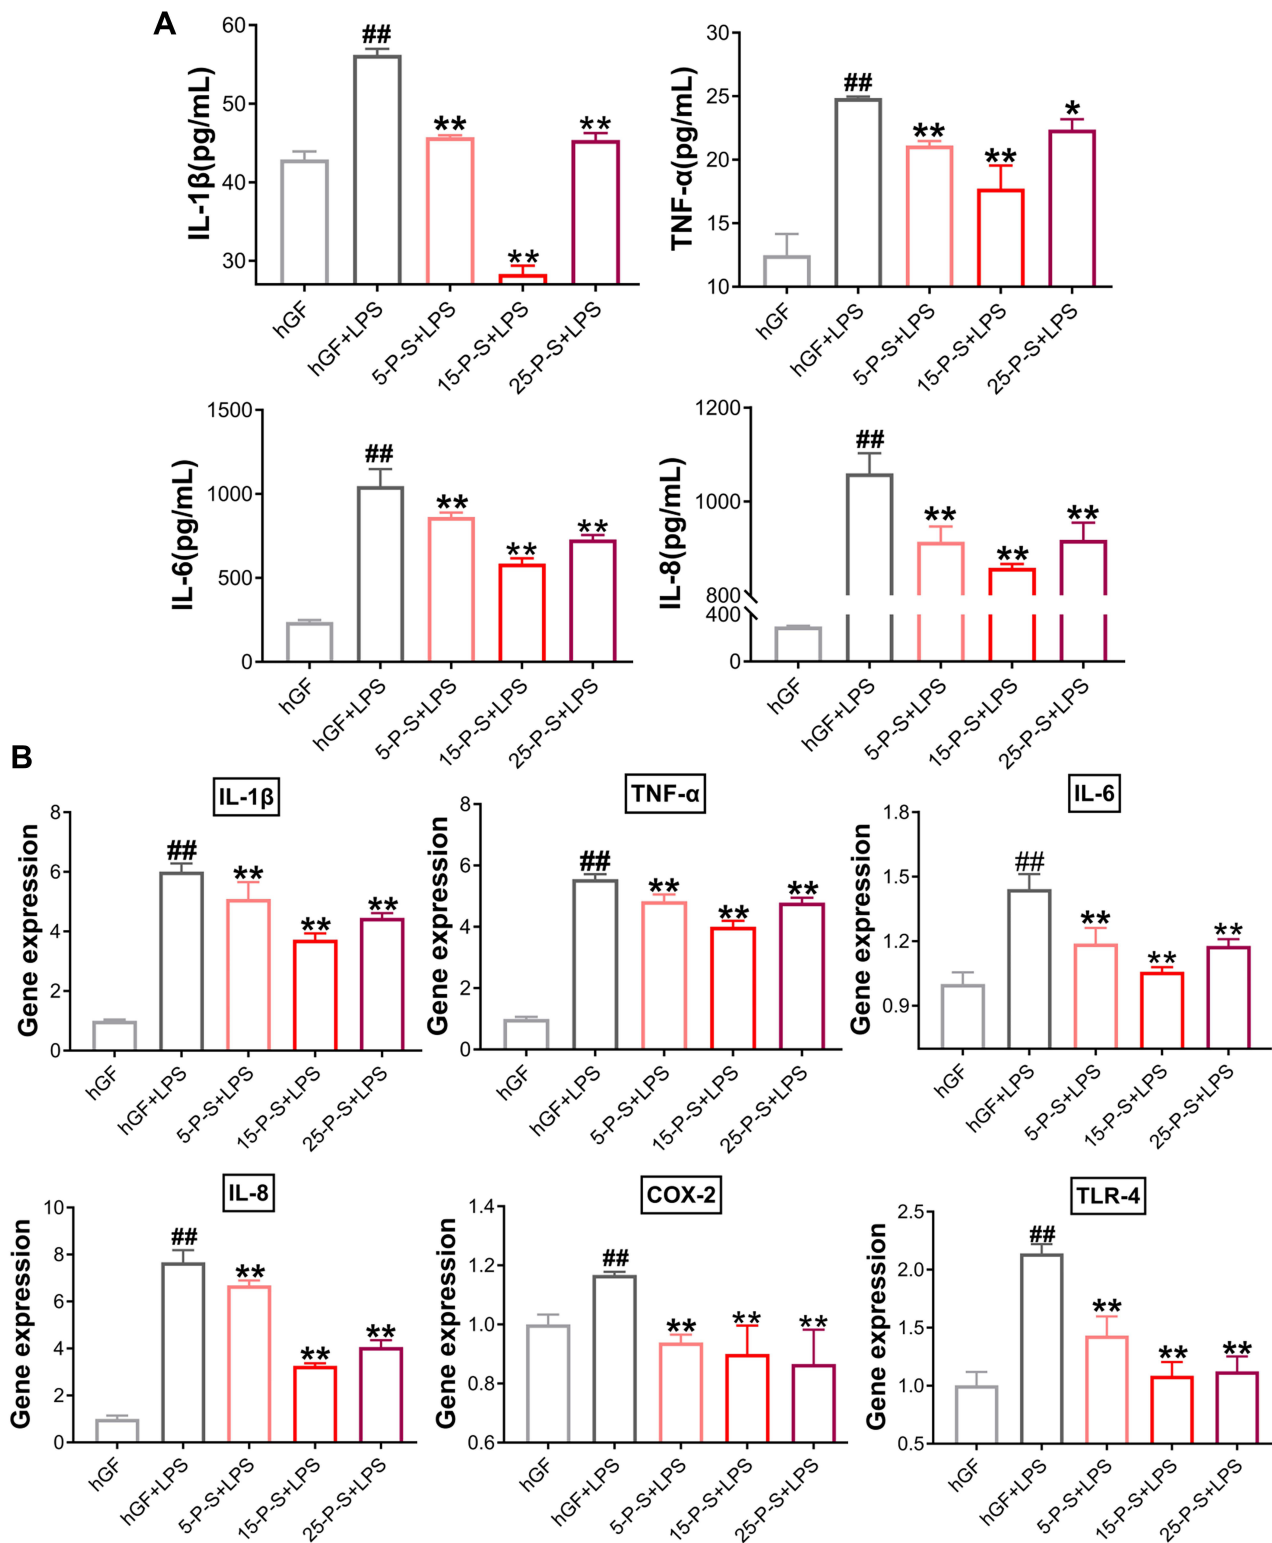 A
IL-1β(pg/mL)
60
50
40
30
##
**
**
**
hGF
hGF+LPS
5-P-S+LPS
15-P-S+LPS
25-P-S+LPS
TNF-α(pg/mL)
30
25
20
15
10
##
**
**
*
hGF
hGF+LPS
5-P-S+LPS
15-P-S+LPS
25-P-S+LPS
IL-6(pg/mL)
1500
1000
500
0
##
**
**
**
hGF
hGF+LPS
5-P-S+LPS
15-P-S+LPS
25-P-S+LPS
IL-8(pg/mL)
1200
1000
800
400
0
##
**
**
**
hGF
hGF+LPS
5-P-S+LPS
15-P-S+LPS
25-P-S+LPS
B
IL-1β
Gene expression
8
6
4
2
0
##
**
**
**
hGF
hGF+LPS
5-P-S+LPS
15-P-S+LPS
25-P-S+LPS
TNF-α
Gene expression
8
6
4
2
0
##
**
**
**
hGF
hGF+LPS
5-P-S+LPS
15-P-S+LPS
25-P-S+LPS
IL-6
Gene expression
1.8
1.5
1.2
0.9
##
**
**
**
hGF
hGF+LPS
5-P-S+LPS
15-P-S+LPS
25-P-S+LPS
IL-8
Gene expression
10
8
6
4
2
0
##
**
**
**
hGF
hGF+LPS
5-P-S+LPS
15-P-S+LPS
25-P-S+LPS
COX-2
Gene expression
1.4
1.2
1.0
0.8
0.6
##
**
**
**
hGF
hGF+LPS
5-P-S+LPS
15-P-S+LPS
25-P-S+LPS
TLR-4
Gene expression
2.5
2.0
1.5
1.0
0.5
##
**
**
**
hGF
hGF+LPS
5-P-S+LPS
15-P-S+LPS
25-P-S+LPS